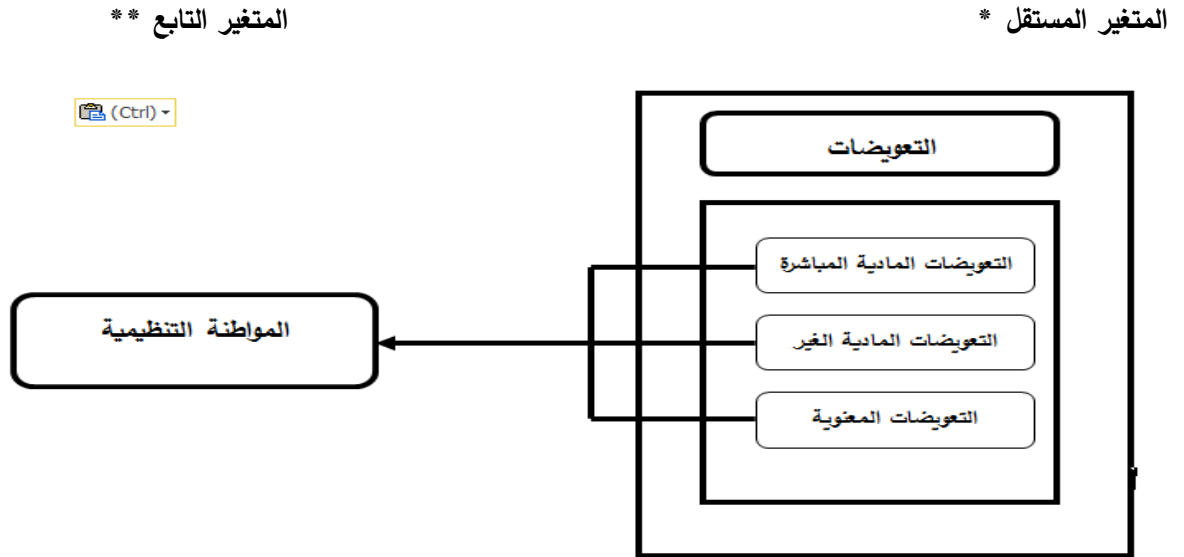 المتغير المستقل *
المتغير التابع **
(Ctrl)
التعويضات
التعويضات المادية المباشرة
التعويضات المادية الغير
التعويضات المعنوية
المواطنة التنظيمية